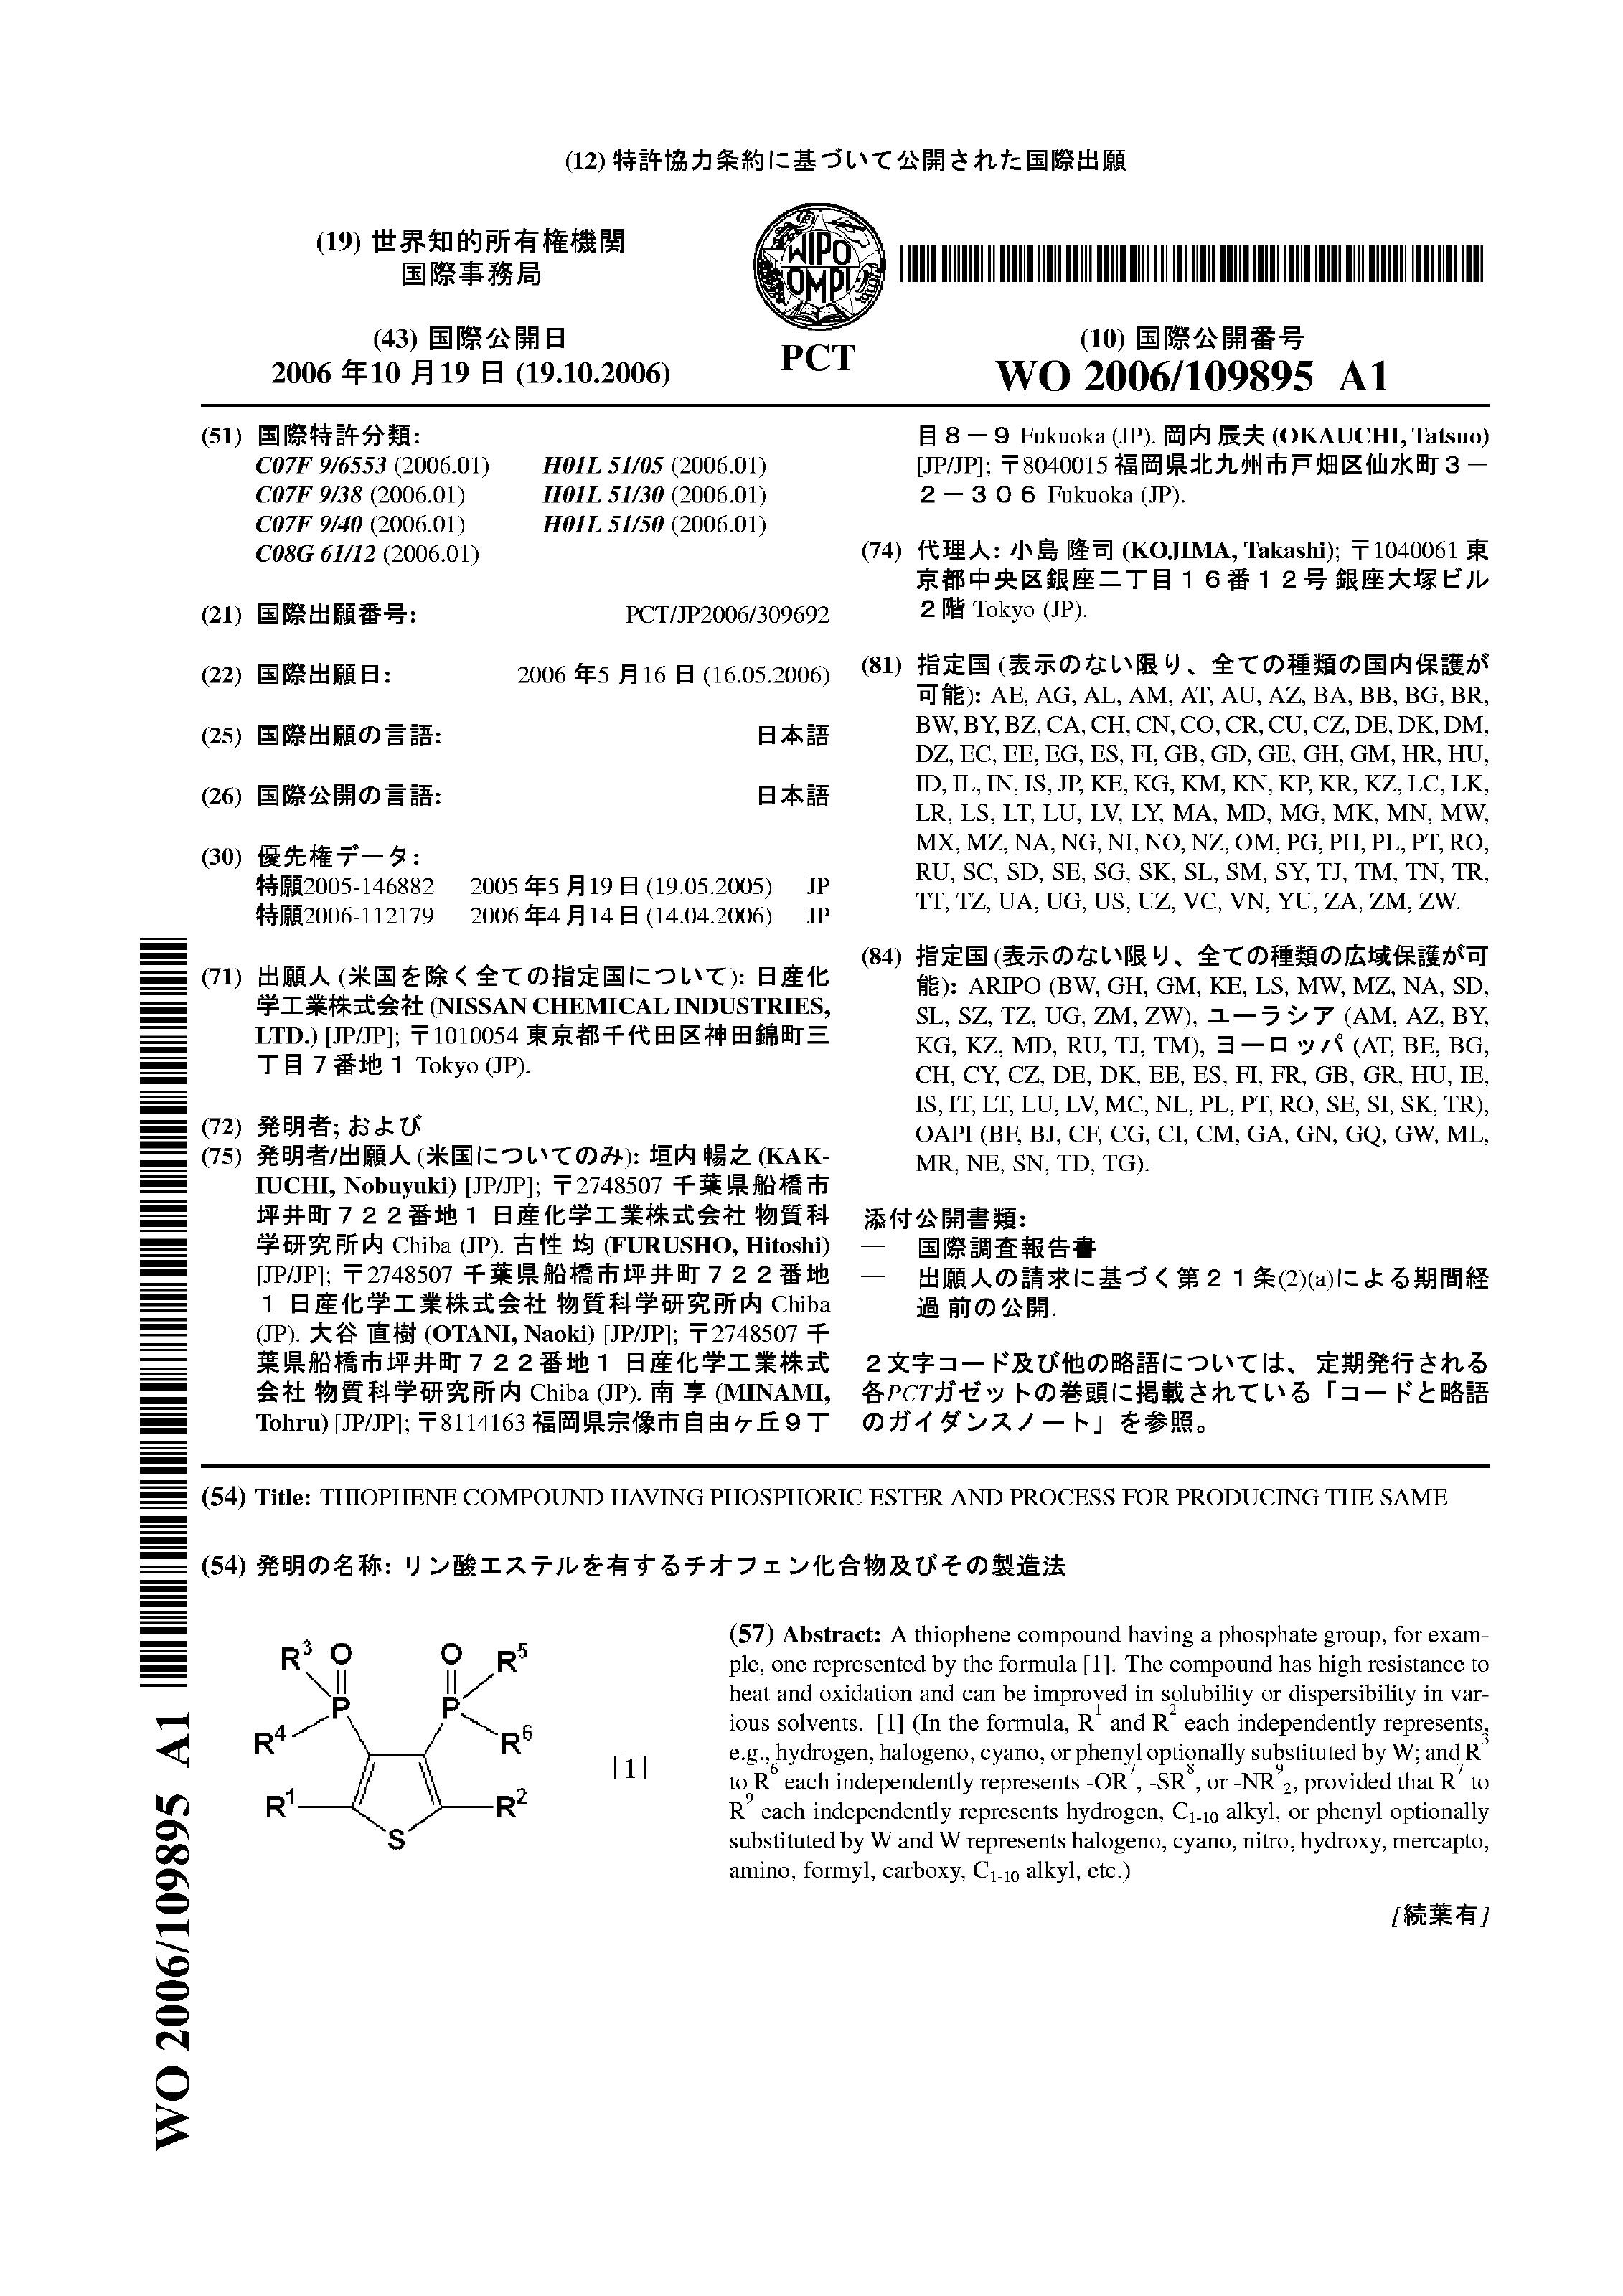 (12) 特許協力条約に基づいて公開された国際出願
(19) 世界知的所有権機関
国際事務局
WIPO
OMPI
PCT
(43) 国際公開日
2006 年10 月19 日 (19.10.2006)
(10) 国際公開番号
WO 2006/109895 A1
(51) 国際特許分類:
C07F 9/6553 (2006.01) H01L 51/05 (2006.01)
C07F 9/38 (2006.01) H01L 51/30 (2006.01)
C07F 9/40 (2006.01) H01L 51/50 (2006.01)
C08G 61/12 (2006.01)
(21) 国際出願番号: PCT/JP2006/309692
(22) 国際出願日: 2006 年5 月16 日 (16.05.2006)
(25) 国際出願の言語: 日本語
(26) 国際公開の言語: 日本語
(30) 優先権データ:
特願2005-146882 2005 年5 月19 日 (19.05.2005) JP
特願2006-112179 2006 年4 月14 日 (14.04.2006) JP
(71) 出願人 (米国を除く全ての指定国について): 日産化
学工業株式会社 (NISSAN CHEMICAL INDUSTRIES,
LTD.) [JP/JP]; 〒1010054 東京都千代田区神田錦町三
丁目７番地１ Tokyo (JP).
(72) 発明者; および
(75) 発明者/出願人 (米国についてのみ): 垣内 暢之 (KAK-
IUCHI, Nobuyuki) [JP/JP]; 〒2748507 千葉県船橋市
坪井町７２２番地１ 日産化学工業株式会社 物質科
学研究所内 Chiba (JP). 古性 均 (FURUSHO, Hitoshi)
[JP/JP]; 〒2748507 千葉県船橋市坪井町７２２番地
１ 日産化学工業株式会社 物質科学研究所内 Chiba
(JP). 大谷 直樹 (OTANI, Naoki) [JP/JP]; 〒2748507 千
葉県船橋市坪井町７２２番地１ 日産化学工業株式
会社 物質科学研究所内 Chiba (JP). 南 享 (MINAMI,
Tohru) [JP/JP]; 〒8114163 福岡県宗像市自由ヶ丘９丁
目８－９ Fukuoka (JP). 岡内 辰夫 (OKAUCHI, Tatsuo)
[JP/JP]; 〒8040015 福岡県北九州市戸畑区仙水町３－
２－３０６ Fukuoka (JP).
(74) 代理人: 小島 隆司 (KOJIMA, Takashi); 〒1040061 東
京都中央区銀座二丁目１６番１２号 銀座大塚ビル
２階 Tokyo (JP).
(81) 指定国 (表示のない限り、全ての種類の国内保護が
可能): AE, AG, AL, AM, AT, AU, AZ, BA, BB, BG, BR,
BW, BY, BZ, CA, CH, CN, CO, CR, CU, CZ, DE, DK, DM,
DZ, EC, EE, EG, ES, FI, GB, GD, GE, GH, GM, HR, HU,
ID, IL, IN, IS, JP, KE, KG, KM, KN, KP, KR, KZ, LC, LK,
LR, LS, LT, LU, LV, LY, MA, MD, MG, MK, MN, MW,
MX, MZ, NA, NG, NI, NO, NZ, OM, PG, PH, PL, PT, RO,
RU, SC, SD, SE, SG, SK, SL, SM, SY, TJ, TM, TN, TR,
TT, TZ, UA, UG, US, UZ, VC, VN, YU, ZA, ZM, ZW.
(84) 指定国 (表示のない限り、全ての種類の広域保護が可
能): ARIPO (BW, GH, GM, KE, LS, MW, MZ, NA, SD,
SL, SZ, TZ, UG, ZM, ZW), ユーラシア (AM, AZ, BY,
KG, KZ, MD, RU, TJ, TM), ヨーロッパ (AT, BE, BG,
CH, CY, CZ, DE, DK, EE, ES, FI, FR, GB, GR, HU, IE,
IS, IT, LT, LU, LV, MC, NL, PL, PT, RO, SE, SI, SK, TR),
OAPI (BF, BJ, CF, CG, CI, CM, GA, GN, GQ, GW, ML,
MR, NE, SN, TD, TG).
添付公開書類:
— 国際調査報告書
— 出願人の請求に基づく第２１条(2)(a)による期間経
過 前の公開.
２文字コード及び他の略語については、 定期発行される
各PCTガゼットの巻頭に掲載されている「コードと略語
のガイダンスノート」を参照。
(54) Title: THIOPHENE COMPOUND HAVING PHOSPHORIC ESTER AND PROCESS FOR PRODUCING THE SAME
(54) 発明の名称: リン酸エステルを有するチオフェン化合物及びその製造法
R³ O O R⁵
P P
R⁴ R⁶
[1]
R¹ R²
S
(57) Abstract: A thiophene compound having a phosphate group, for exam-
ple, one represented by the formula [1]. The compound has high resistance to
heat and oxidation and can be improved in solubility or dispersibility in var-
ious solvents. [1] (In the formula, R¹ and R² each independently represents,
e.g., hydrogen, halogeno, cyano, or phenyl optionally substituted by W; and R³
to R⁶ each independently represents -OR⁷, -SR⁸, or -NR⁹₂, provided that R⁷ to
R⁹ each independently represents hydrogen, C₁₋₁₀ alkyl, or phenyl optionally
substituted by W and W represents halogeno, cyano, nitro, hydroxy, mercapto,
amino, formyl, carboxy, C₁₋₁₀ alkyl, etc.)
[続葉有]
WO 2006/109895 A1